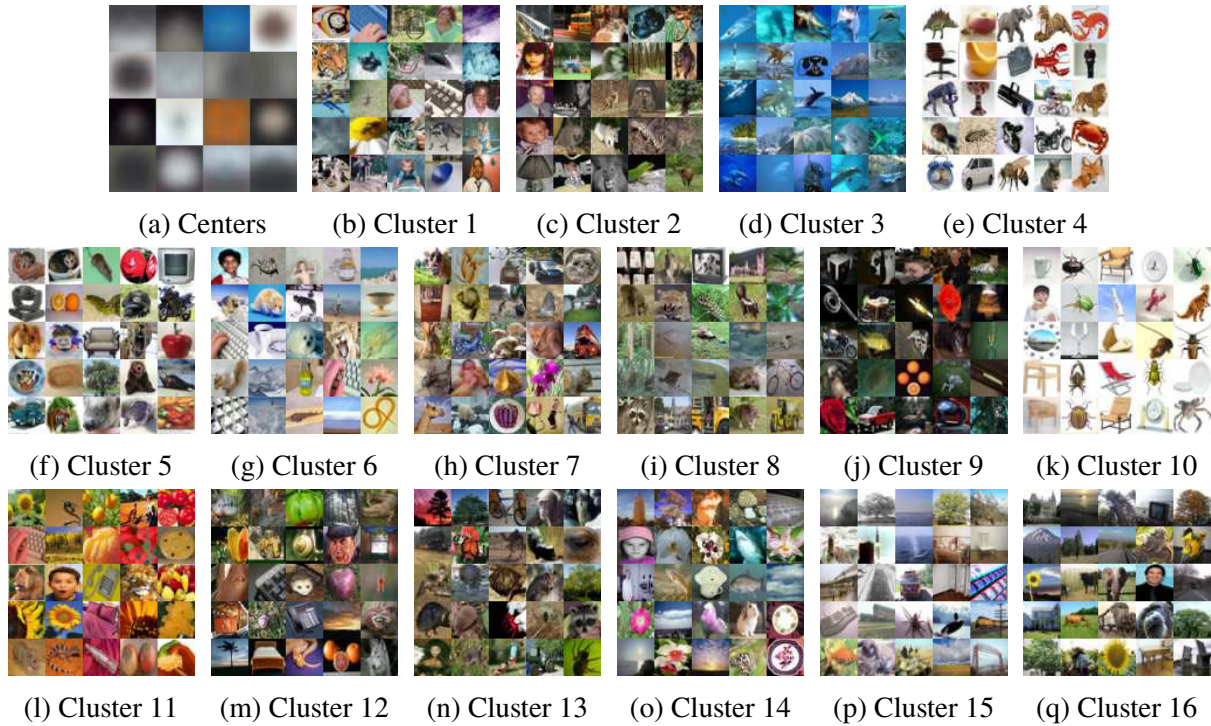 (a) Centers (b) Cluster 1 (c) Cluster 2 (d) Cluster 3 (e) Cluster 4
(f) Cluster 5 (g) Cluster 6 (h) Cluster 7 (i) Cluster 8 (j) Cluster 9 (k) Cluster 10
(l) Cluster 11 (m) Cluster 12 (n) Cluster 13 (o) Cluster 14 (p) Cluster 15 (q) Cluster 16